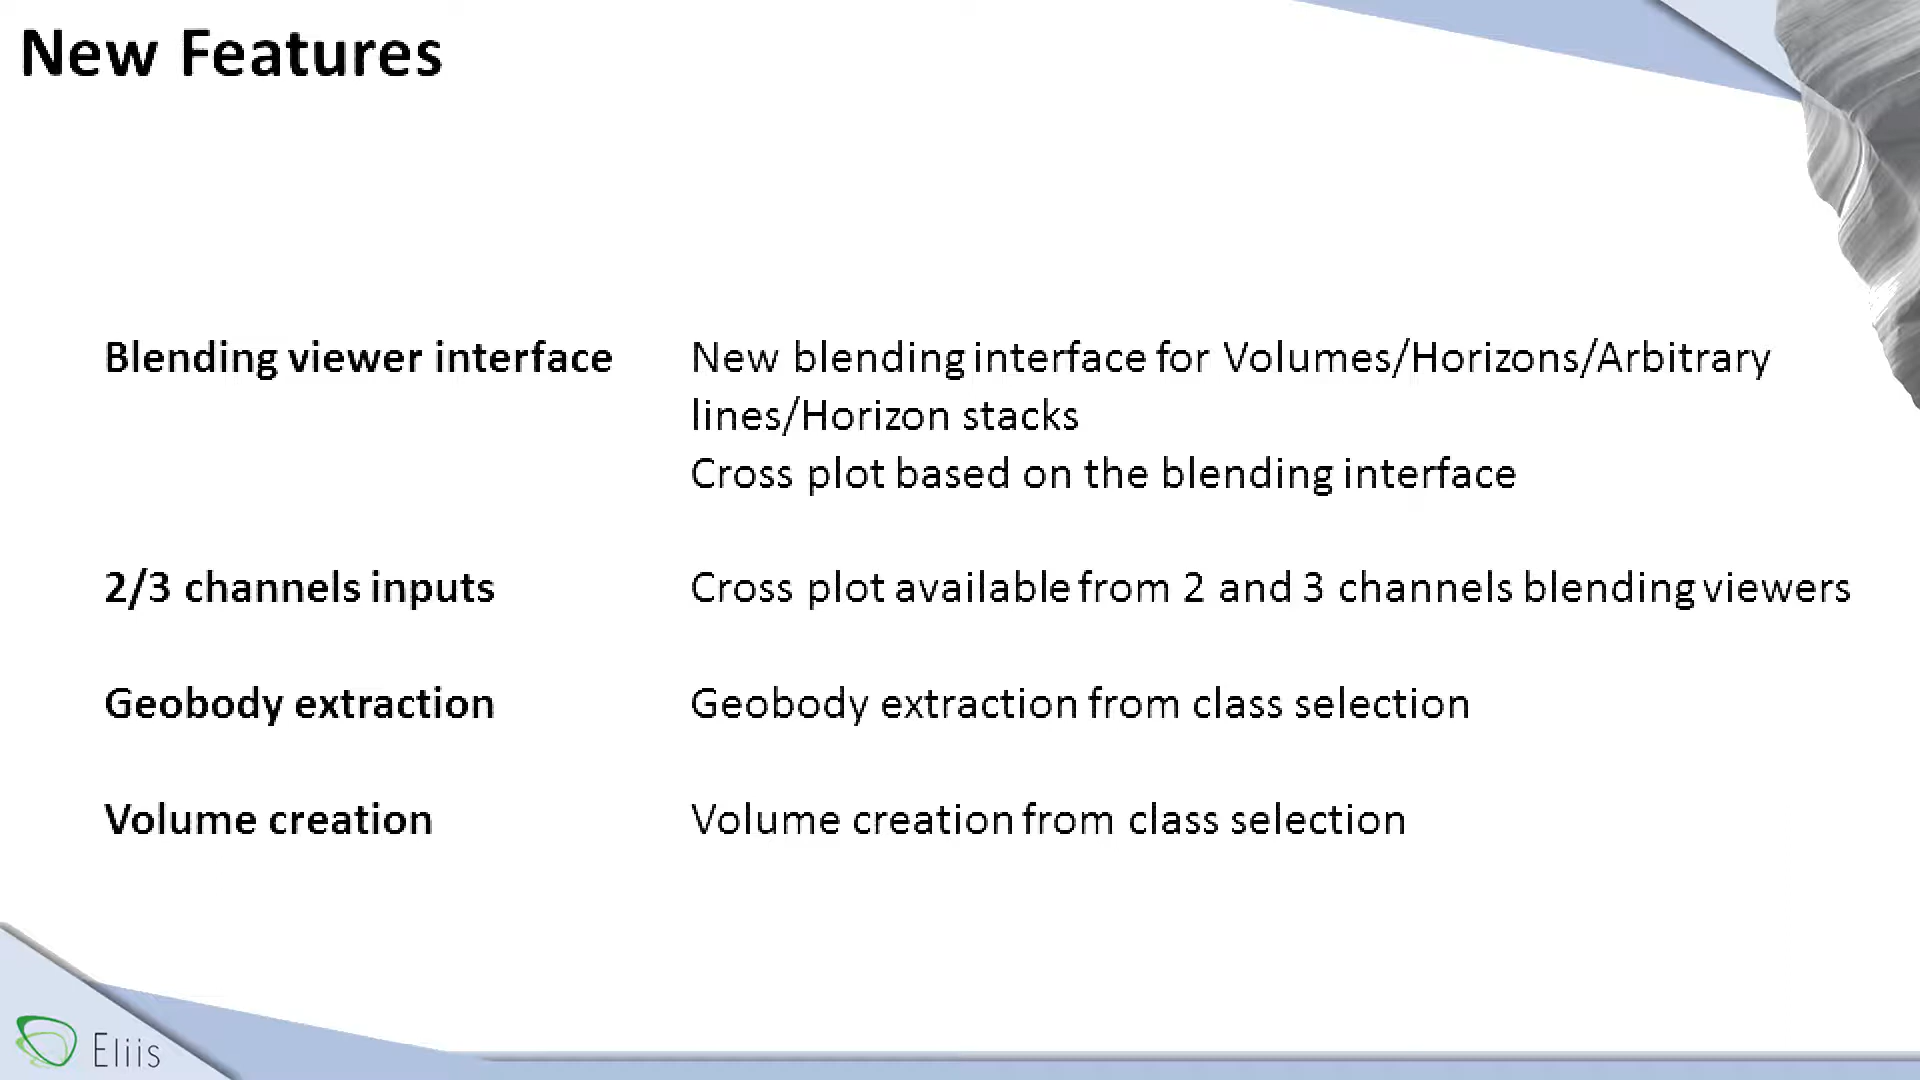 New Features
Blending viewer interface
New blending interface for Volumes/Horizons/Arbitrary
lines/Horizon stacks
Cross plot based on the blending interface
2/3 channels inputs
Cross plot available from 2 and 3 channels blending viewers
Geobody extraction
Geobody extraction from class selection
Volume creation
Volume creation from class selection
Eliis